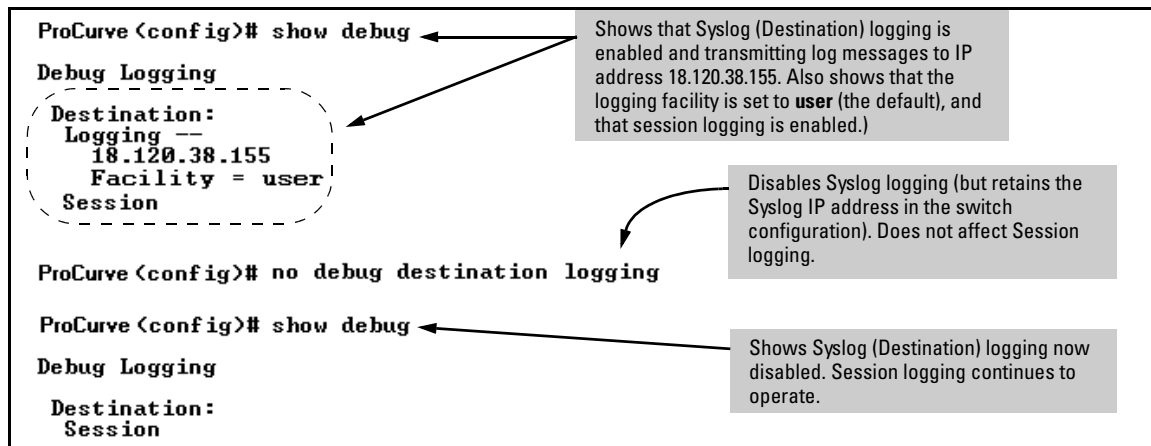 ProCurve <config># show debug
Shows that Syslog (Destination) logging is
enabled and transmitting log messages to IP
address 18.120.38.155. Also shows that the
logging facility is set to user (the default), and
that session logging is enabled.)
Debug Logging
Destination:
Logging --
18.120.38.155
Facility = user
Session
Disables Syslog logging (but retains the
Syslog IP address in the switch
configuration). Does not affect Session
logging.
ProCurve <config># no debug destination logging
ProCurve <config># show debug
Shows Syslog (Destination) logging now
disabled. Session logging continues to
operate.
Debug Logging
Destination:
Session